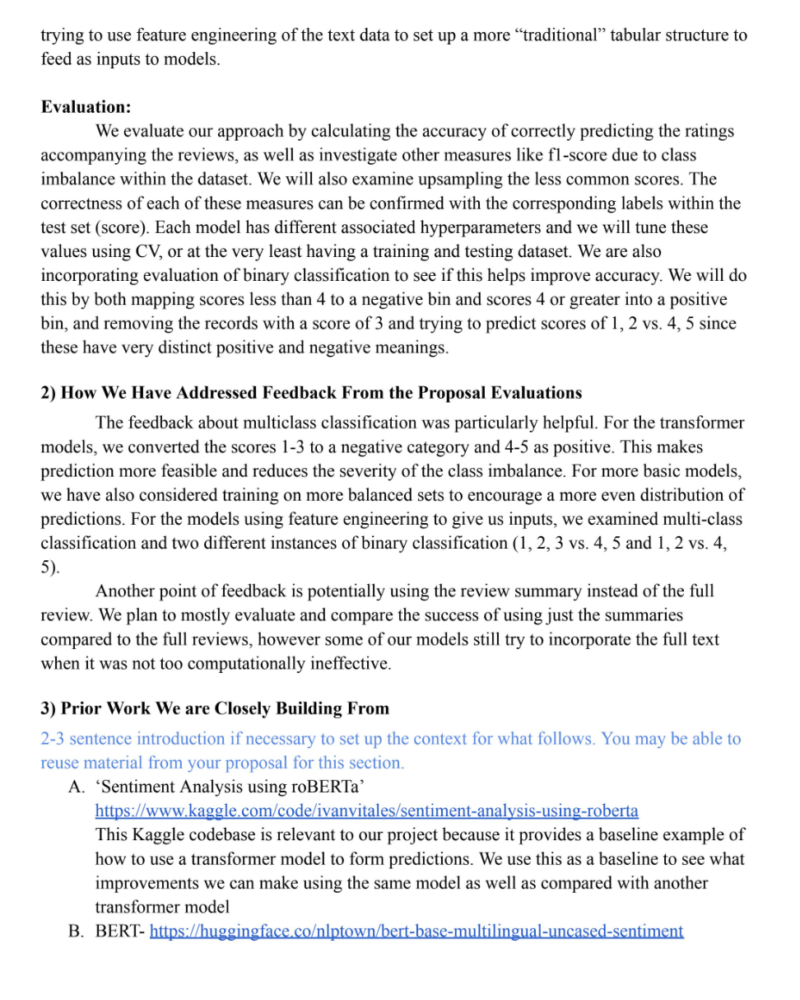 trying to use feature engineering of the text data to set up a more “traditional” tabular structure to
feed as inputs to models.
Evaluation:
We evaluate our approach by calculating the accuracy of correctly predicting the ratings
accompanying the reviews, as well as investigate other measures like f1-score due to class
imbalance within the dataset. We will also examine upsampling the less common scores. The
correctness of each of these measures can be confirmed with the corresponding labels within the
test set (score). Each model has different associated hyperparameters and we will tune these
values using CV, or at the very least having a training and testing dataset. We are also
incorporating evaluation of binary classification to see if this helps improve accuracy. We will do
this by both mapping scores less than 4 to a negative bin and scores 4 or greater into a positive
bin, and removing the records with a score of 3 and trying to predict scores of 1, 2 vs. 4, 5 since
these have very distinct positive and negative meanings.
2) How We Have Addressed Feedback From the Proposal Evaluations
The feedback about multiclass classification was particularly helpful. For the transformer
models, we converted the scores 1-3 to a negative category and 4-5 as positive. This makes
prediction more feasible and reduces the severity of the class imbalance. For more basic models,
we have also considered training on more balanced sets to encourage a more even distribution of
predictions. For the models using feature engineering to give us inputs, we examined multi-class
classification and two different instances of binary classification (1, 2, 3 vs. 4, 5 and 1, 2 vs. 4,
5).
Another point of feedback is potentially using the review summary instead of the full
review. We plan to mostly evaluate and compare the success of using just the summaries
compared to the full reviews, however some of our models still try to incorporate the full text
when it was not too computationally ineffective.
3) Prior Work We are Closely Building From
2-3 sentence introduction if necessary to set up the context for what follows. You may be able to
reuse material from your proposal for this section.
A. ‘Sentiment Analysis using roBERTa’
https://www.kaggle.com/code/ivanvitales/sentiment-analysis-using-roberta
This Kaggle codebase is relevant to our project because it provides a baseline example of
how to use a transformer model to form predictions. We use this as a baseline to see what
improvements we can make using the same model as well as compared with another
transformer model
B. BERT- https://huggingface.co/nlptown/bert-base-multilingual-uncased-sentiment